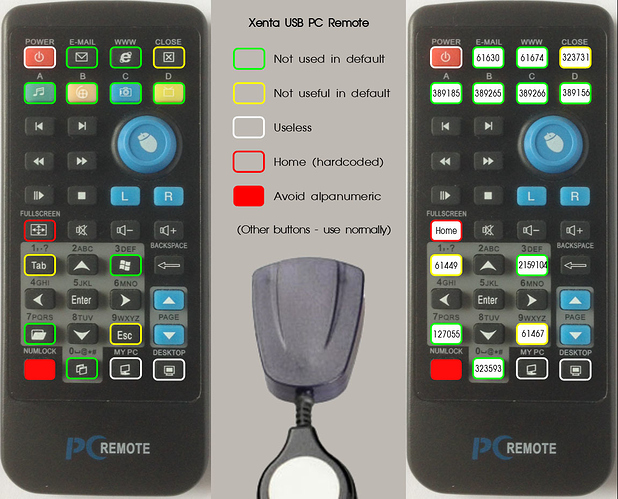 POWER E-MAIL WWW CLOSE
A B C D
L R
FULLSCREEN
1.,-? 2ABC 3DEF BACKSPACE
Tab
4GHI 5JKL 6MNO
Enter
7PQRS 8TUV 9WXYZ PAGE
Esc
NUMLOCK MY PC DESKTOP
PC REMOTE
Xenta USB PC Remote
Not used in default
Not useful in default
Useless
Home (hardcoded)
Avoid alpanumeric
(Other buttons - use normally)
POWER E-MAIL WWW CLOSE
61630 61674 323731
A B C D
389185 389265 389266 389156
L R
FULLSCREEN
Home
2ABC 3DEF BACKSPACE
61449 2159104
4GHI 5JKL 6MNO
Enter
7PQRS 8TUV 9WXYZ PAGE
127055 61467
NUMLOCK MY PC DESKTOP
323593
PC REMOTE